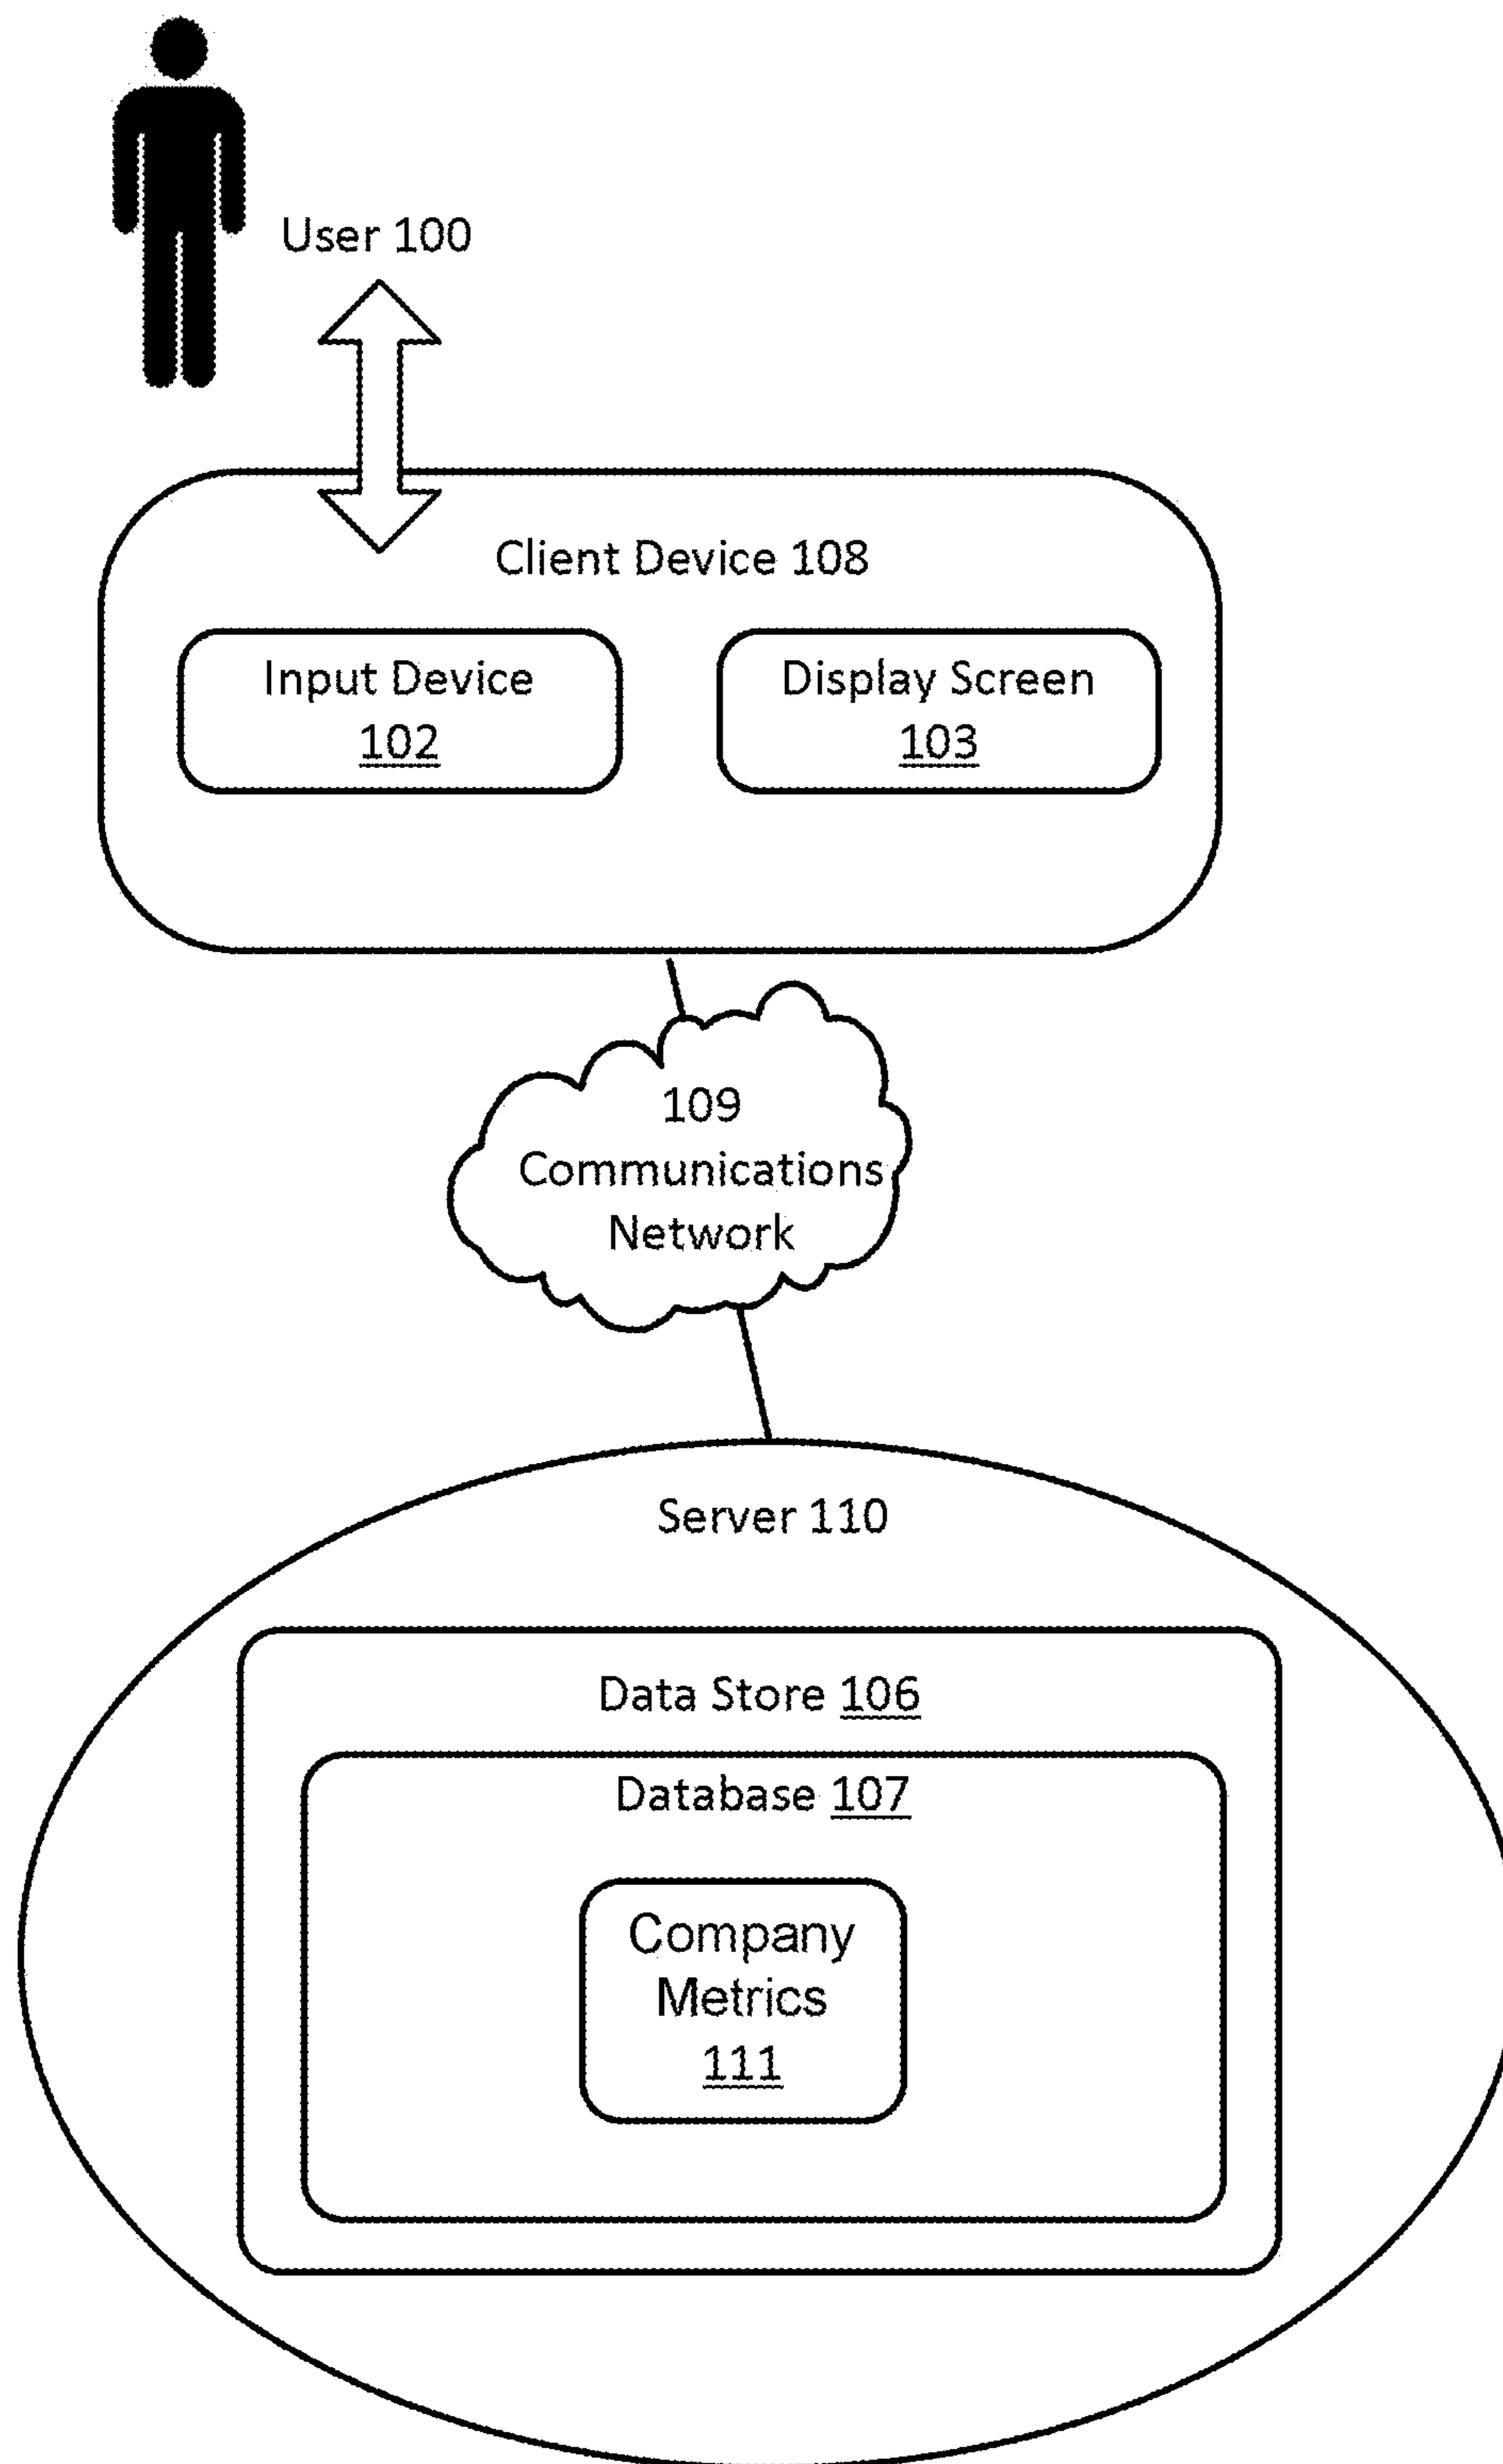 User 100
Client Device 108
Input Device
102
Display Screen
103
109
Communications
Network
Server 110
Data Store 106
Database 107
Company
Metrics
111